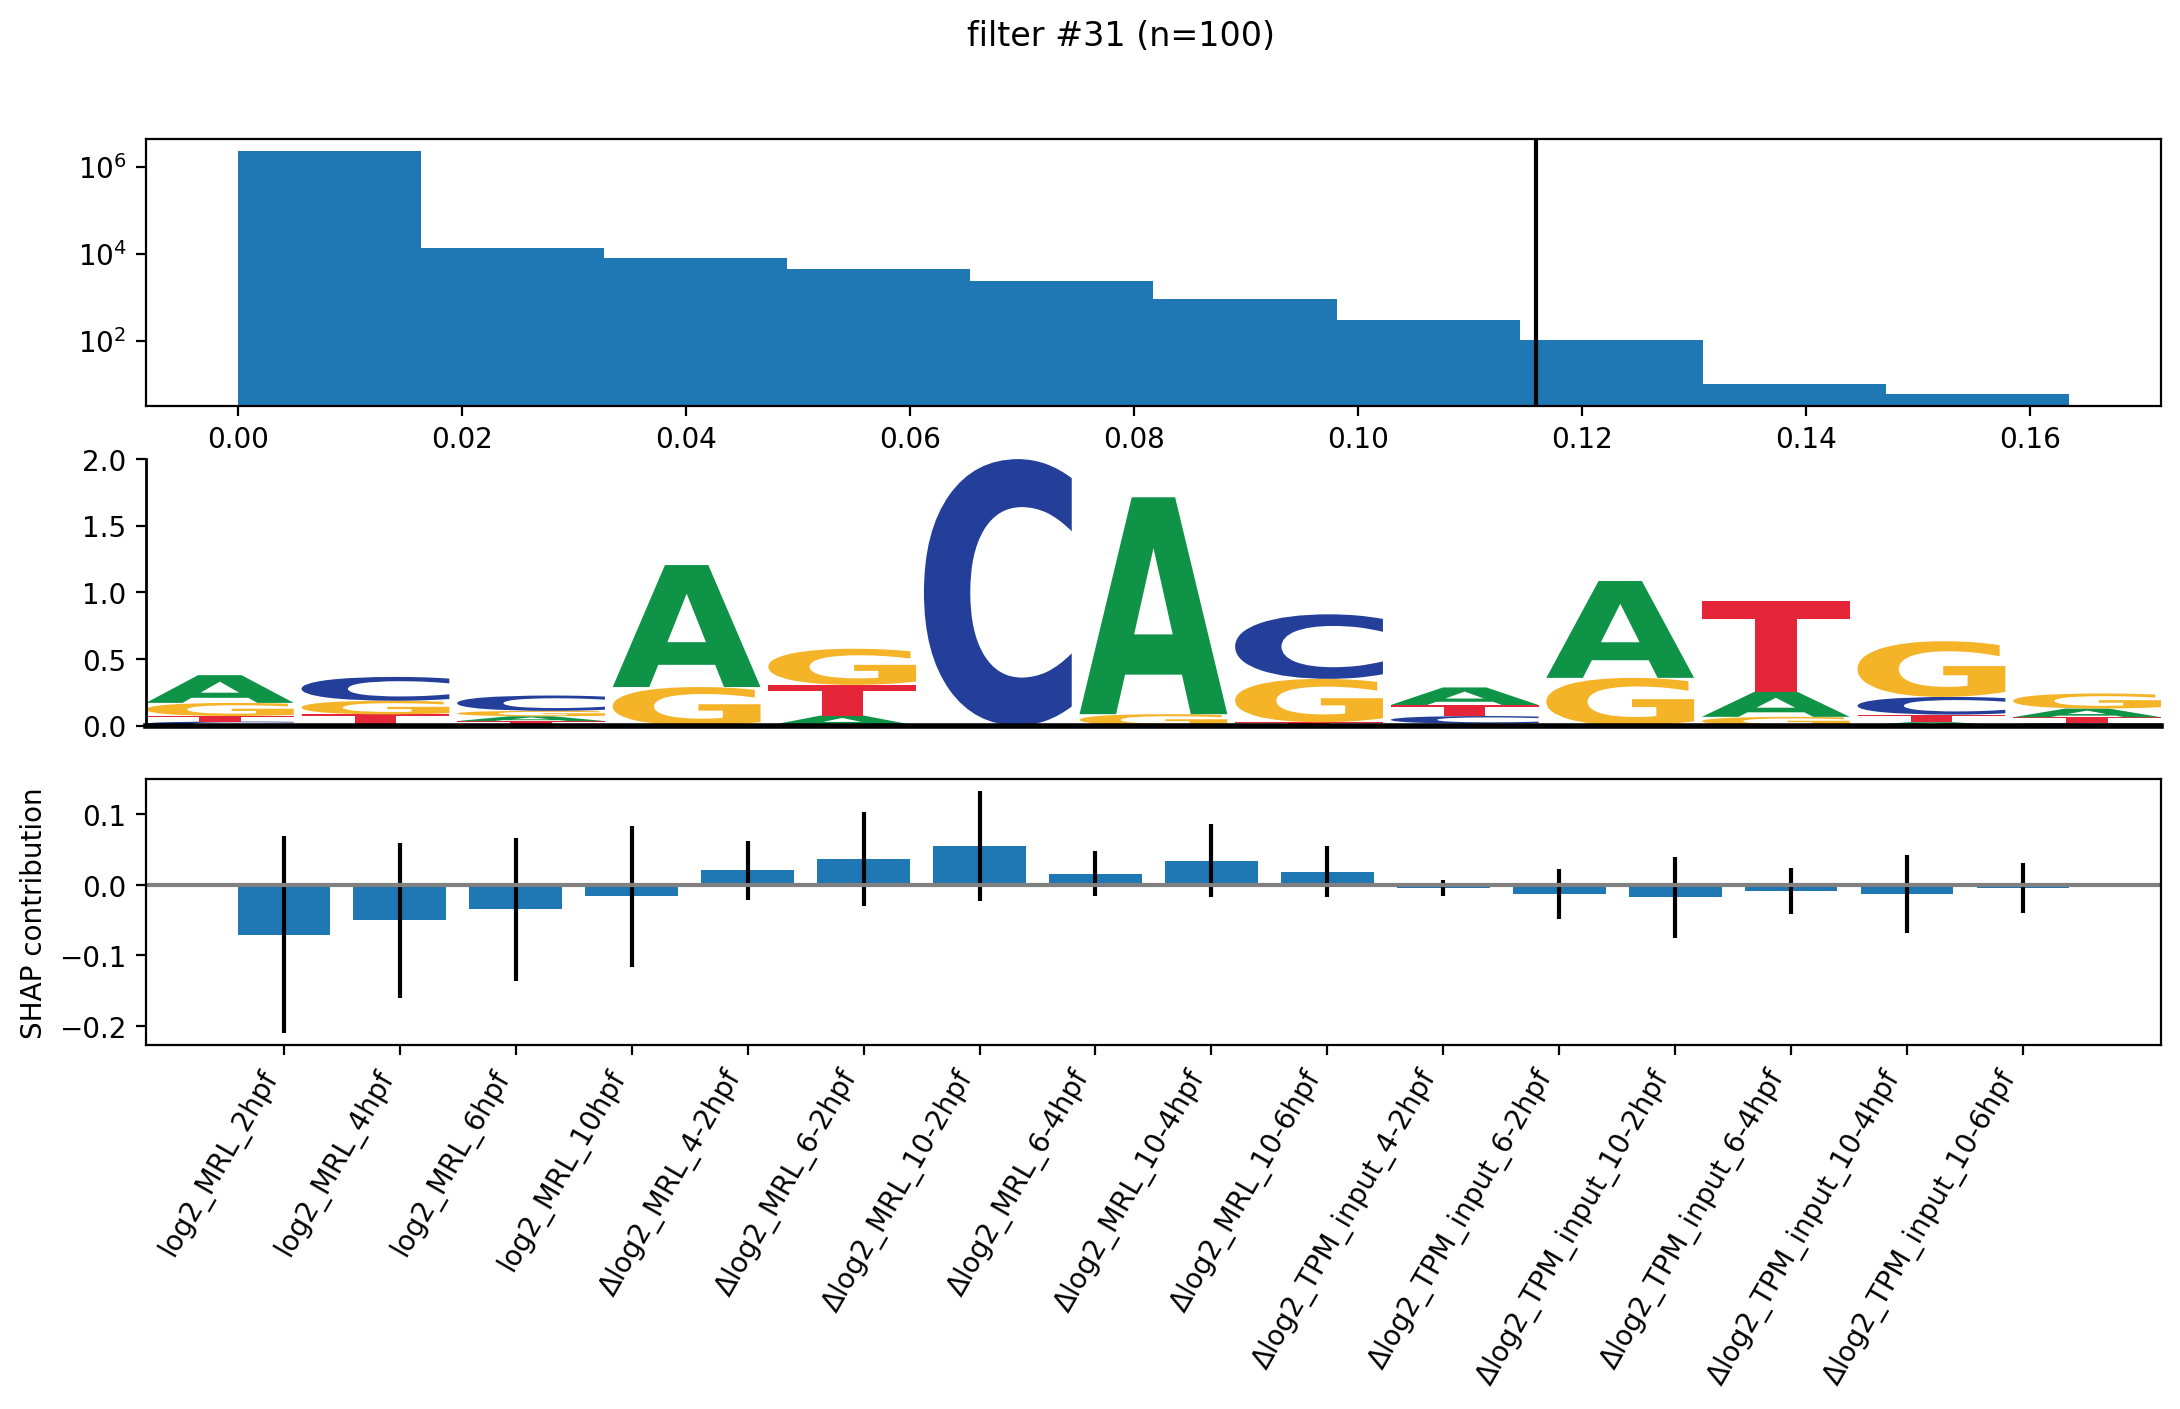 filter #31 (n=100)
10^6
10^4
10^2
0.00 0.02 0.04 0.06 0.08 0.10 0.12 0.14 0.16
2.0
1.5
1.0
0.5
0.0
A C C A G C A C A A T G G
G G G G T G G T G A C A
T T A A T C G T T
C T A
SHAP contribution
0.1
0.0
−0.1
−0.2
log2_MRL_2hpf
log2_MRL_4hpf
log2_MRL_6hpf
log2_MRL_10hpf
Δlog2_MRL_4-2hpf
Δlog2_MRL_6-2hpf
Δlog2_MRL_10-2hpf
Δlog2_MRL_6-4hpf
Δlog2_MRL_10-4hpf
Δlog2_MRL_10-6hpf
Δlog2_TPM_input_4-2hpf
Δlog2_TPM_input_6-2hpf
Δlog2_TPM_input_10-2hpf
Δlog2_TPM_input_6-4hpf
Δlog2_TPM_input_10-4hpf
Δlog2_TPM_input_10-6hpf